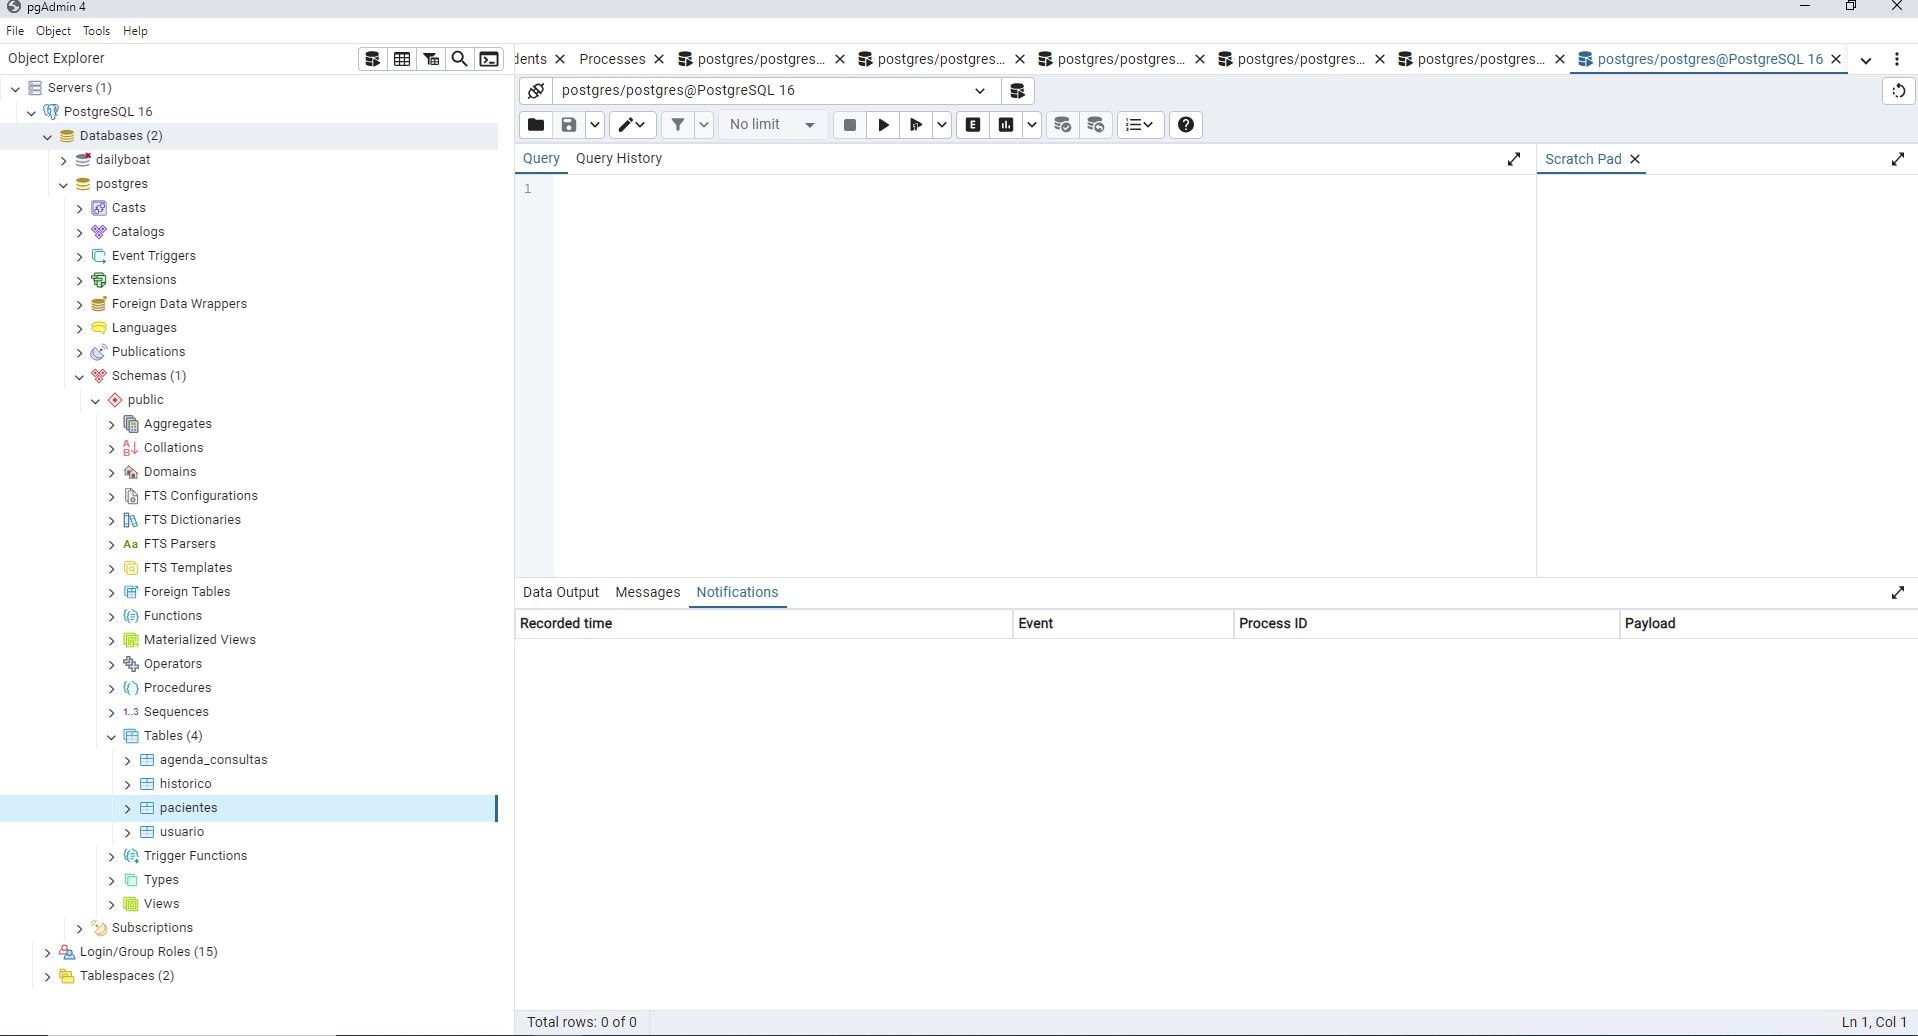 pgAdmin 4
File Object Tools Help
Object Explorer
dents Processes postgres/postgres... postgres/postgres... postgres/postgres... postgres/postgres... postgres/postgres... postgres/postgres@PostgreSQL 16
Servers (1)
PostgreSQL 16
Databases (2)
dailyboat
postgres
Casts
Catalogs
Event Triggers
Extensions
Foreign Data Wrappers
Languages
Publications
Schemas (1)
public
Aggregates
Collations
Domains
FTS Configurations
FTS Dictionaries
Aa FTS Parsers
FTS Templates
Foreign Tables
Functions
Materialized Views
Operators
Procedures
1..3 Sequences
Tables (4)
agenda_consultas
historico
pacientes
usuario
Trigger Functions
Types
Views
Subscriptions
Login/Group Roles (15)
Tablespaces (2)
postgres/postgres@PostgreSQL 16
No limit E
Query Query History
1
Scratch Pad
Data Output Messages Notifications
Recorded time Event Process ID Payload
Total rows: 0 of 0
Ln 1, Col 1